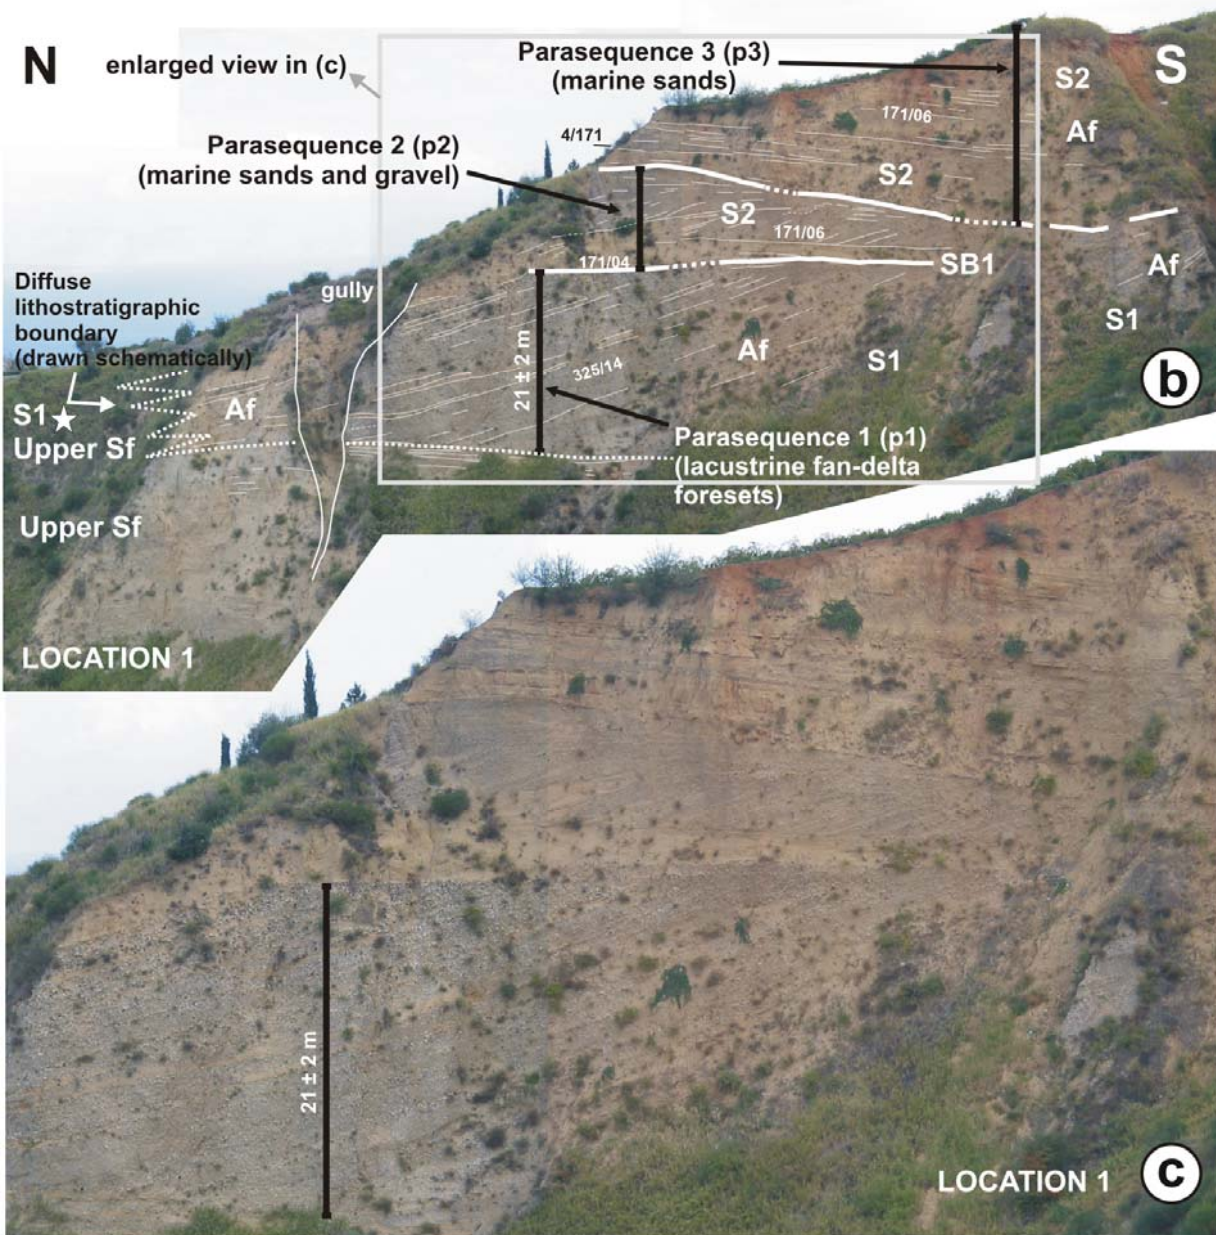 N
enlarged view in (c)
Parasequence 3 (p3)
(marine sands)
S
S2
171/06
Af
4/171
Parasequence 2 (p2)
(marine sands and gravel)
S2
S2
171/06
171/04
SB1
Af
S1
Diffuse
lithostratigraphic
boundary
(drawn schematically)
gully
21 ± 2 m
325/14
Af
S1
b
S1
Af
Upper Sf
Parasequence 1 (p1)
(lacustrine fan-delta
foresets)
Upper Sf
LOCATION 1
21 ± 2 m
LOCATION 1
c